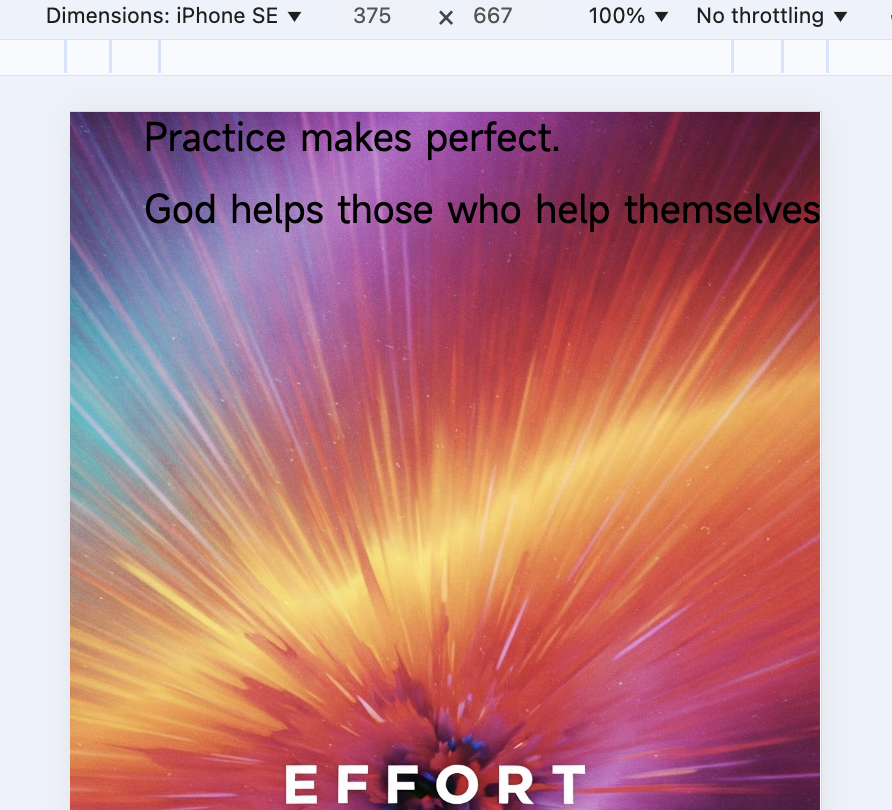 Dimensions: iPhone SE ▼ 375 × 667 100% ▼ No throttling ▼
Practice makes perfect.
God helps those who help themselves
EFFORT